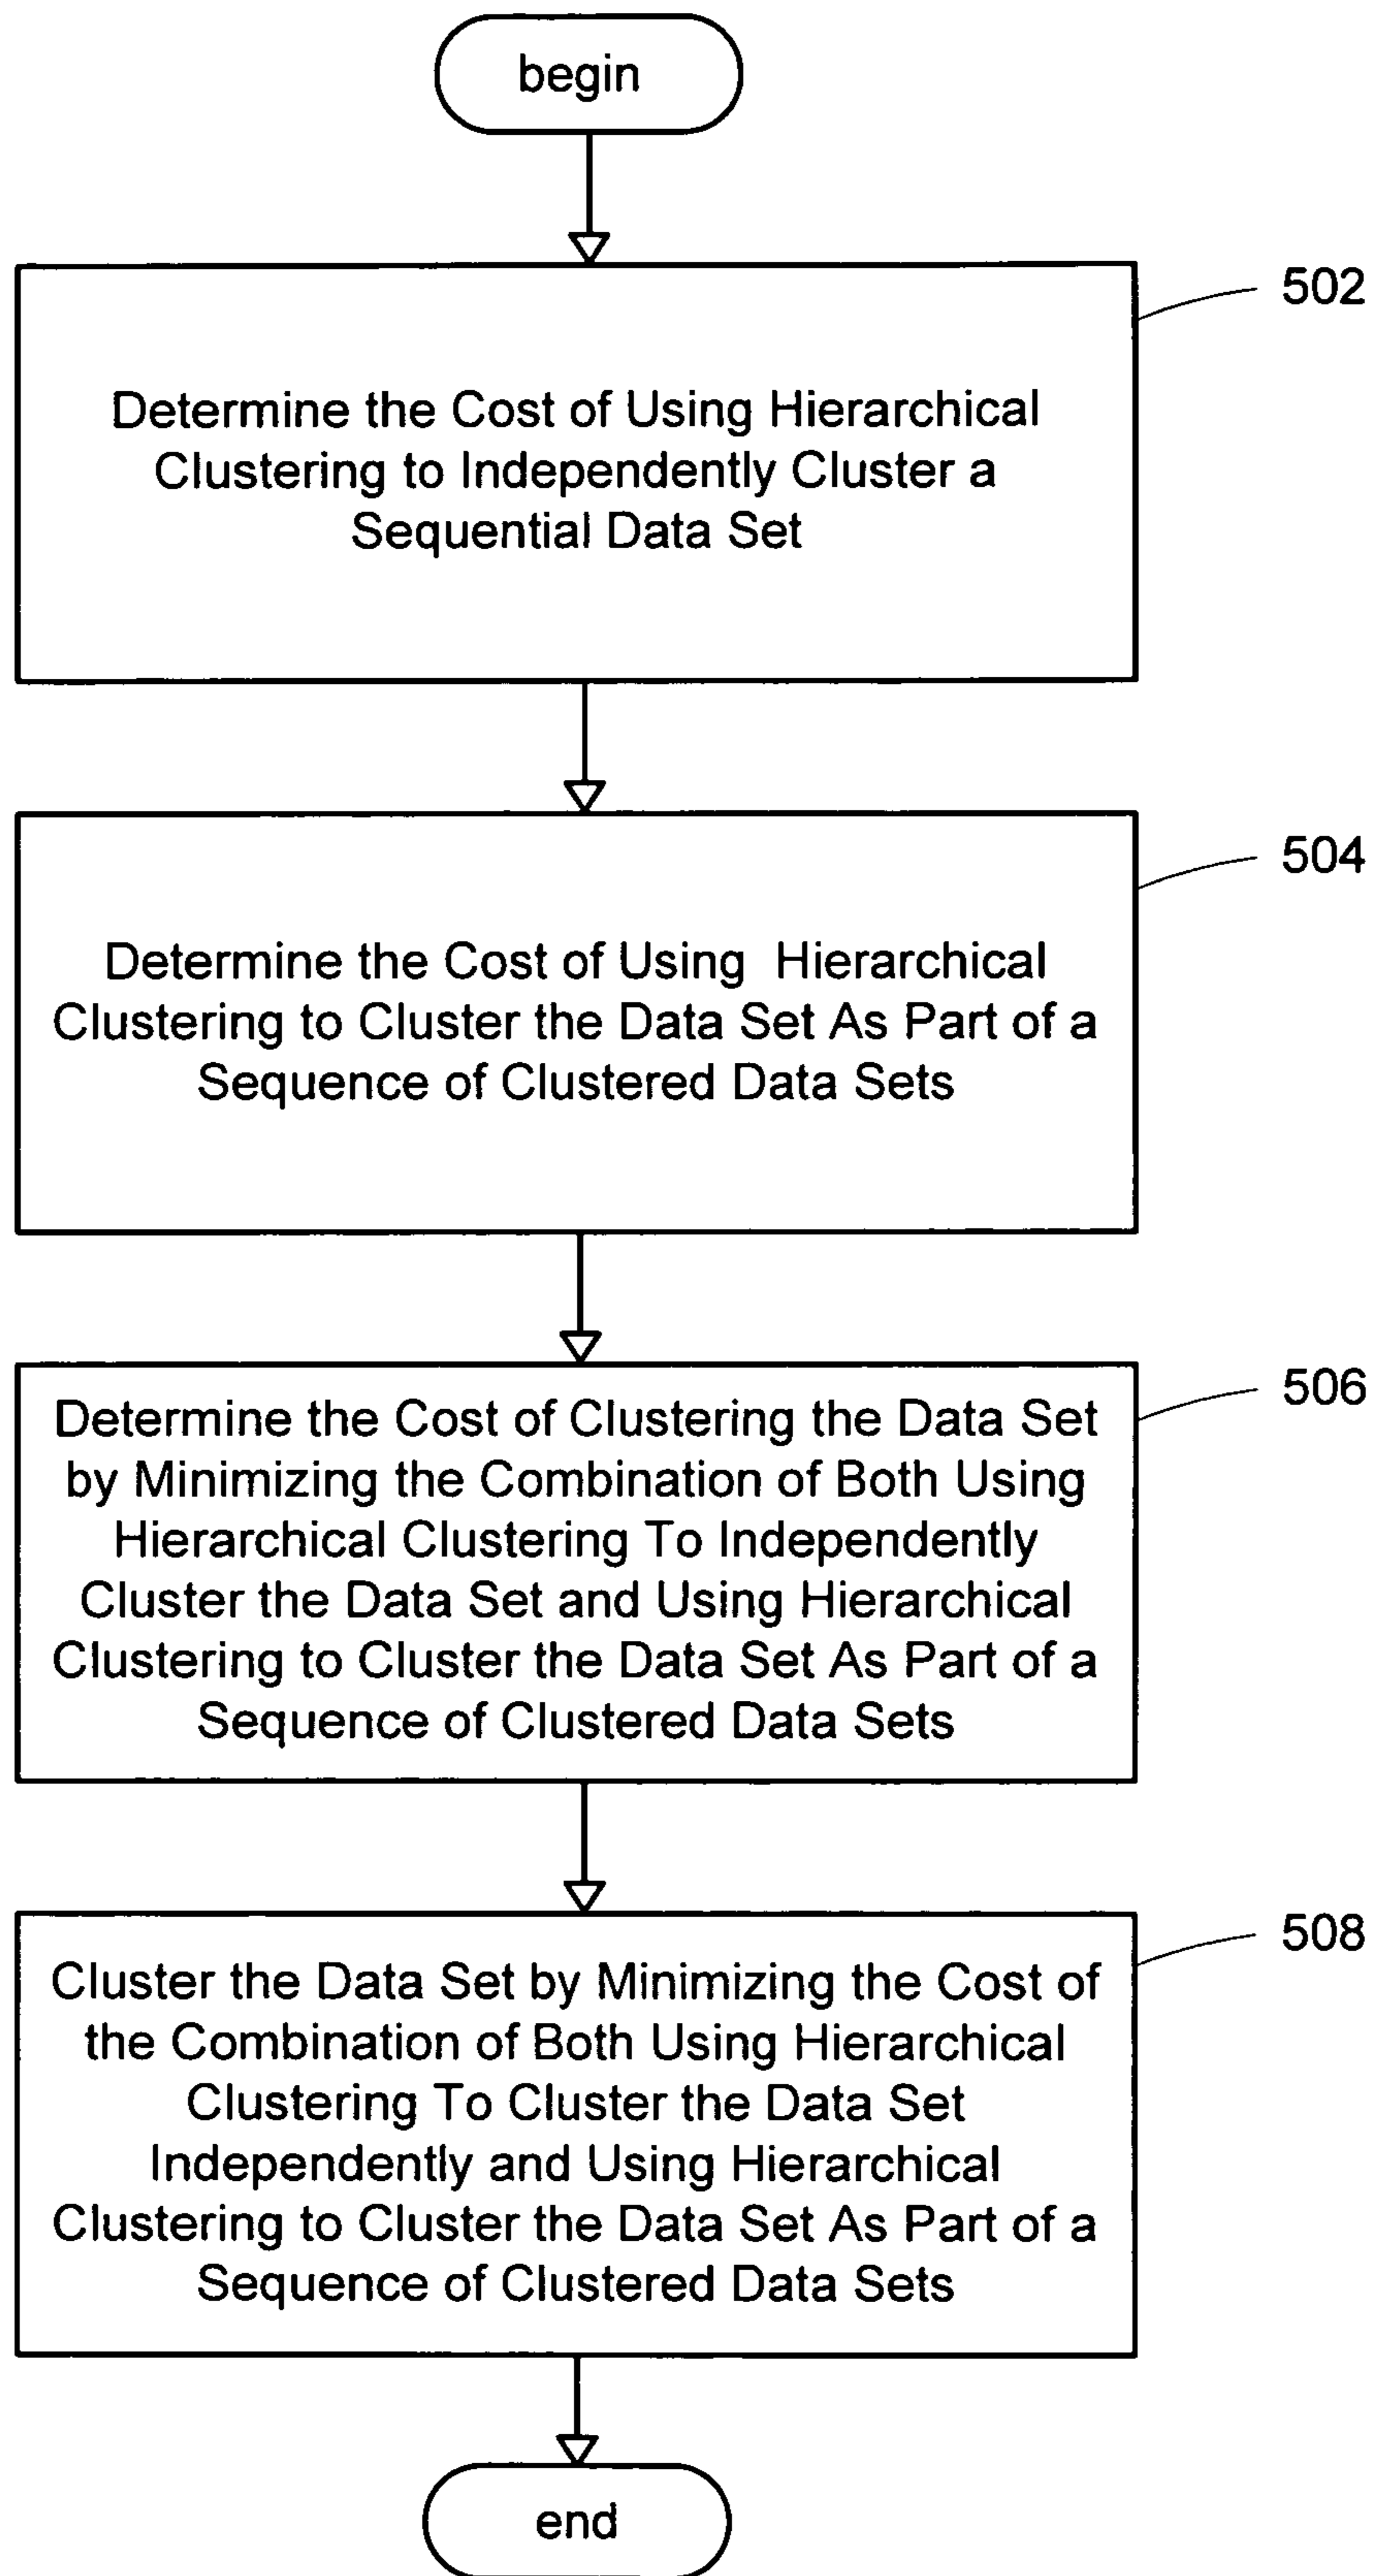 begin
502
Determine the Cost of Using Hierarchical
Clustering to Independently Cluster a
Sequential Data Set
504
Determine the Cost of Using Hierarchical
Clustering to Cluster the Data Set As Part of a
Sequence of Clustered Data Sets
506
Determine the Cost of Clustering the Data Set
by Minimizing the Combination of Both Using
Hierarchical Clustering To Independently
Cluster the Data Set and Using Hierarchical
Clustering to Cluster the Data Set As Part of a
Sequence of Clustered Data Sets
508
Cluster the Data Set by Minimizing the Cost of
the Combination of Both Using Hierarchical
Clustering To Cluster the Data Set
Independently and Using Hierarchical
Clustering to Cluster the Data Set As Part of a
Sequence of Clustered Data Sets
end